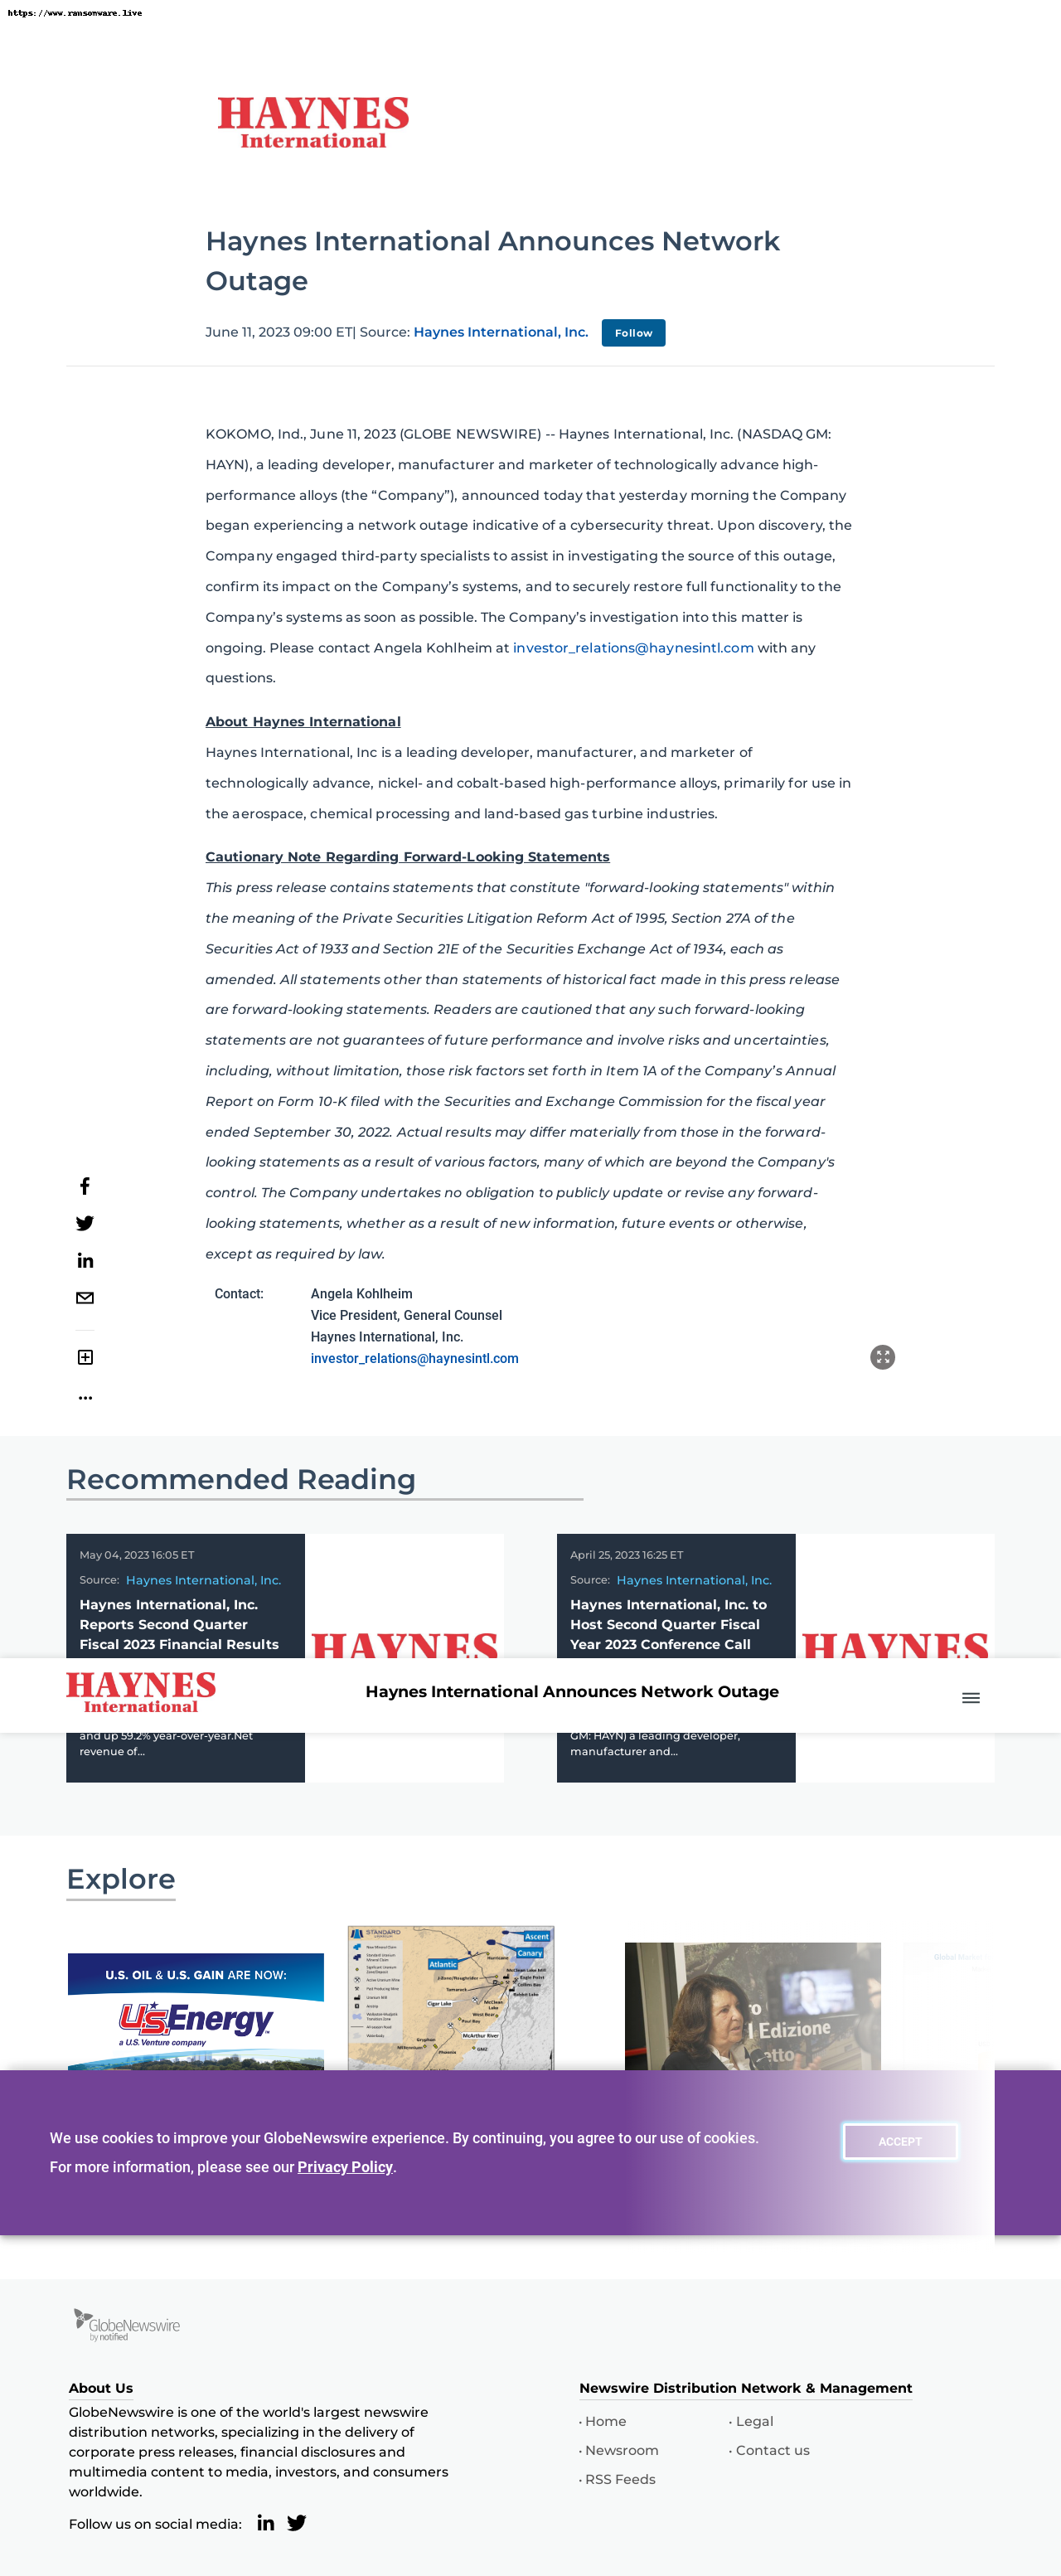 https://www.ransomware.live
HAYNES
International
Haynes International Announces Network
Outage
June 11, 2023 09:00 ET| Source: Haynes International, Inc. Follow
KOKOMO, Ind., June 11, 2023 (GLOBE NEWSWIRE) -- Haynes International, Inc. (NASDAQ GM:
HAYN), a leading developer, manufacturer and marketer of technologically advance high-
performance alloys (the “Company”), announced today that yesterday morning the Company
began experiencing a network outage indicative of a cybersecurity threat. Upon discovery, the
Company engaged third-party specialists to assist in investigating the source of this outage,
confirm its impact on the Company’s systems, and to securely restore full functionality to the
Company’s systems as soon as possible. The Company’s investigation into this matter is
ongoing. Please contact Angela Kohlheim at investor_relations@haynesintl.com with any
questions.
About Haynes International
Haynes International, Inc is a leading developer, manufacturer, and marketer of
technologically advance, nickel- and cobalt-based high-performance alloys, primarily for use in
the aerospace, chemical processing and land-based gas turbine industries.
Cautionary Note Regarding Forward-Looking Statements
This press release contains statements that constitute "forward-looking statements" within
the meaning of the Private Securities Litigation Reform Act of 1995, Section 27A of the
Securities Act of 1933 and Section 21E of the Securities Exchange Act of 1934, each as
amended. All statements other than statements of historical fact made in this press release
are forward-looking statements. Readers are cautioned that any such forward-looking
statements are not guarantees of future performance and involve risks and uncertainties,
including, without limitation, those risk factors set forth in Item 1A of the Company’s Annual
Report on Form 10-K filed with the Securities and Exchange Commission for the fiscal year
ended September 30, 2022. Actual results may differ materially from those in the forward-
looking statements as a result of various factors, many of which are beyond the Company's
control. The Company undertakes no obligation to publicly update or revise any forward-
looking statements, whether as a result of new information, future events or otherwise,
except as required by law.
Contact: Angela Kohlheim
Vice President, General Counsel
Haynes International, Inc.
investor_relations@haynesintl.com
Recommended Reading
May 04, 2023 16:05 ET
Source: Haynes International, Inc.
Haynes International, Inc.
Reports Second Quarter
Fiscal 2023 Financial Results
HAYNES
April 25, 2023 16:25 ET
Source: Haynes International, Inc.
Haynes International, Inc. to
Host Second Quarter Fiscal
Year 2023 Conference Call
HAYNES
HAYNES
International
Haynes International Announces Network Outage
and up 59.2% year-over-year.Net
revenue of...
GM: HAYN) a leading developer,
manufacturer and...
Explore
U.S. OIL & U.S. GAIN ARE NOW:
U.S. Energy
a U.S. Venture company
STANDARD
Ascent
Canary
Atlantic
Hurricane
Tamarack
Eagle Point
Cigar Lake
McClean Lake
West Bear
Paul Bay
McArthur River
Gryphon
Millennium
Phoenix
GMZ
ro
Edizione
etto
Global Market
We use cookies to improve your GlobeNewswire experience. By continuing, you agree to our use of cookies.
For more information, please see our Privacy Policy.
ACCEPT
GlobeNewswire
by notified
About Us
GlobeNewswire is one of the world's largest newswire
distribution networks, specializing in the delivery of
corporate press releases, financial disclosures and
multimedia content to media, investors, and consumers
worldwide.
Follow us on social media:
Newswire Distribution Network & Management
• Home
• Newsroom
• RSS Feeds
• Legal
• Contact us